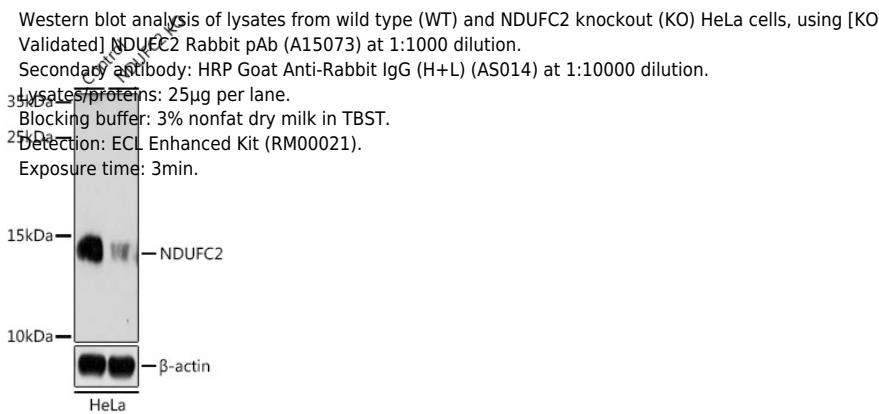 Western blot analysis of lysates from wild type (WT) and NDUFC2 knockout (KO) HeLa cells, using [KO
Validated] NDUFC2 Rabbit pAb (A15073) at 1:1000 dilution.
Secondary antibody: HRP Goat Anti-Rabbit IgG (H+L) (AS014) at 1:10000 dilution.
Lysates/proteins: 25μg per lane.
Blocking buffer: 3% nonfat dry milk in TBST.
Detection: ECL Enhanced Kit (RM00021).
Exposure time: 3min.
Control
NDUFC2 KO
35kDa
25kDa
15kDa
NDUFC2
10kDa
β-actin
HeLa